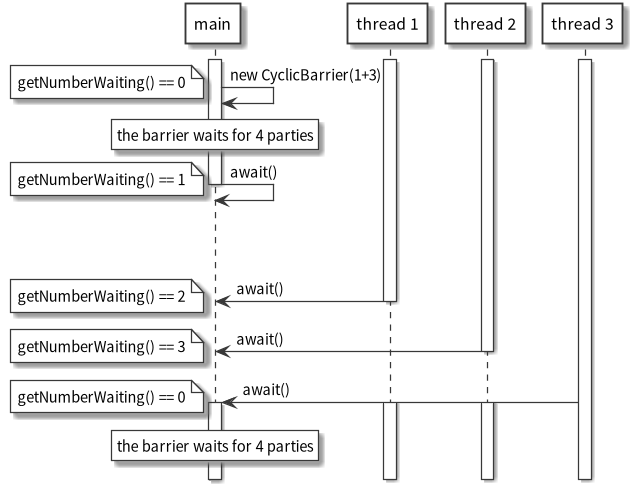 main
thread 1
thread 2
thread 3
getNumberWaiting() == 0
new CyclicBarrier(1+3)
the barrier waits for 4 parties
getNumberWaiting() == 1
await()
getNumberWaiting() == 2
await()
getNumberWaiting() == 3
await()
getNumberWaiting() == 0
await()
the barrier waits for 4 parties